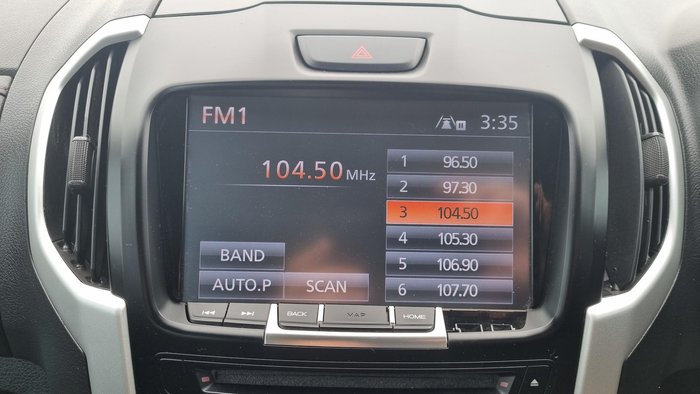 FM1 3:35
104.50 MHz
1 96.50
2 97.30
3 104.50
4 105.30
5 106.90
6 107.70
BAND
AUTO.P SCAN
BACK MAP HOME